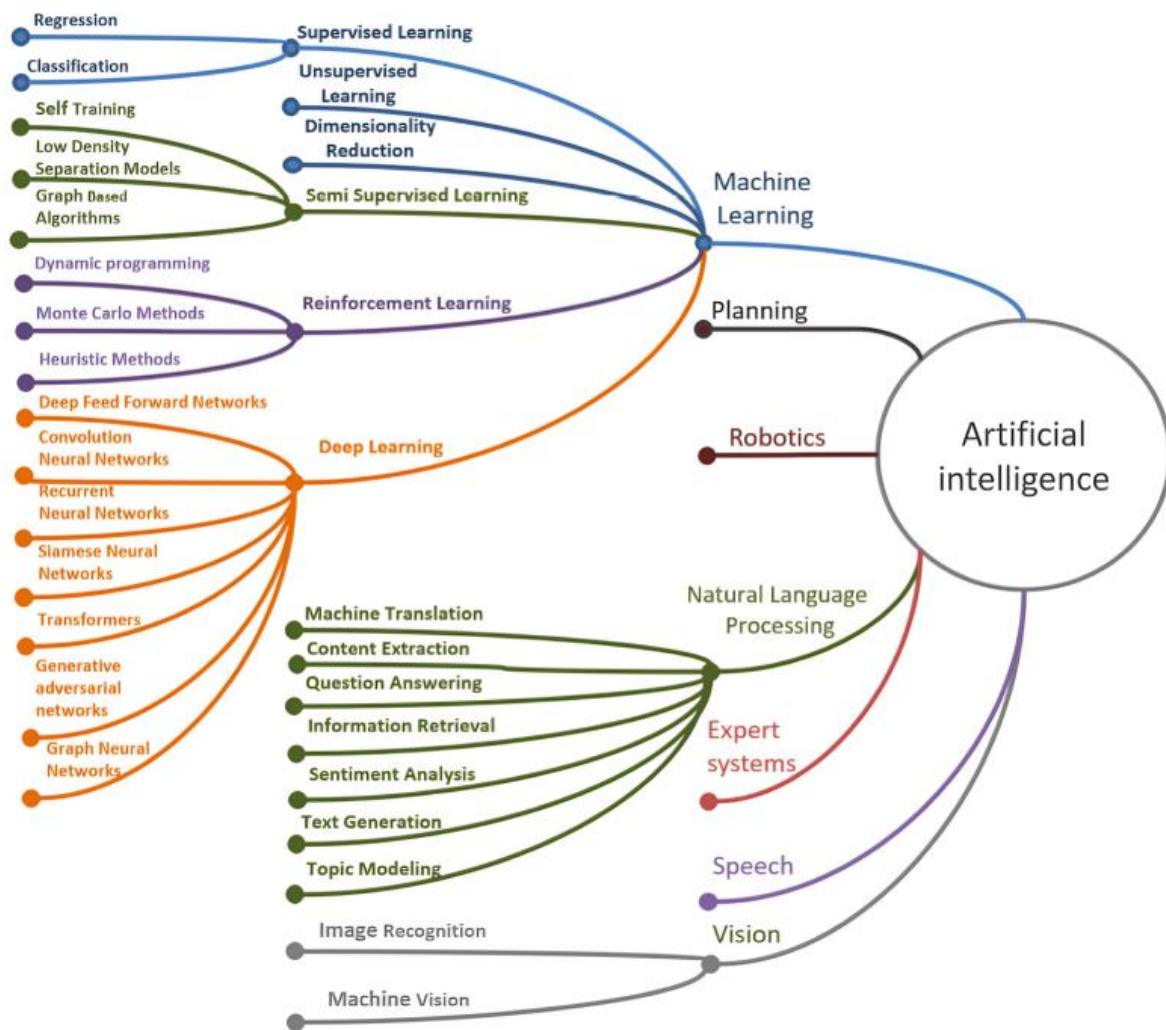 Regression
Classification
Supervised Learning
Unsupervised
Learning
Dimensionality
Reduction
Self Training
Low Density
Separation Models
Graph Based
Algorithms
Semi Supervised Learning
Dynamic programming
Monte Carlo Methods
Heuristic Methods
Reinforcement Learning
Deep Feed Forward Networks
Convolution
Neural Networks
Recurrent
Neural Networks
Siamese Neural
Networks
Transformers
Generative
adversarial
networks
Graph Neural
Networks
Deep Learning
Machine
Learning
Planning
Robotics
Artificial
intelligence
Natural Language
Processing
Machine Translation
Content Extraction
Question Answering
Information Retrieval
Sentiment Analysis
Text Generation
Topic Modeling
Expert
systems
Speech
Vision
Image Recognition
Machine Vision